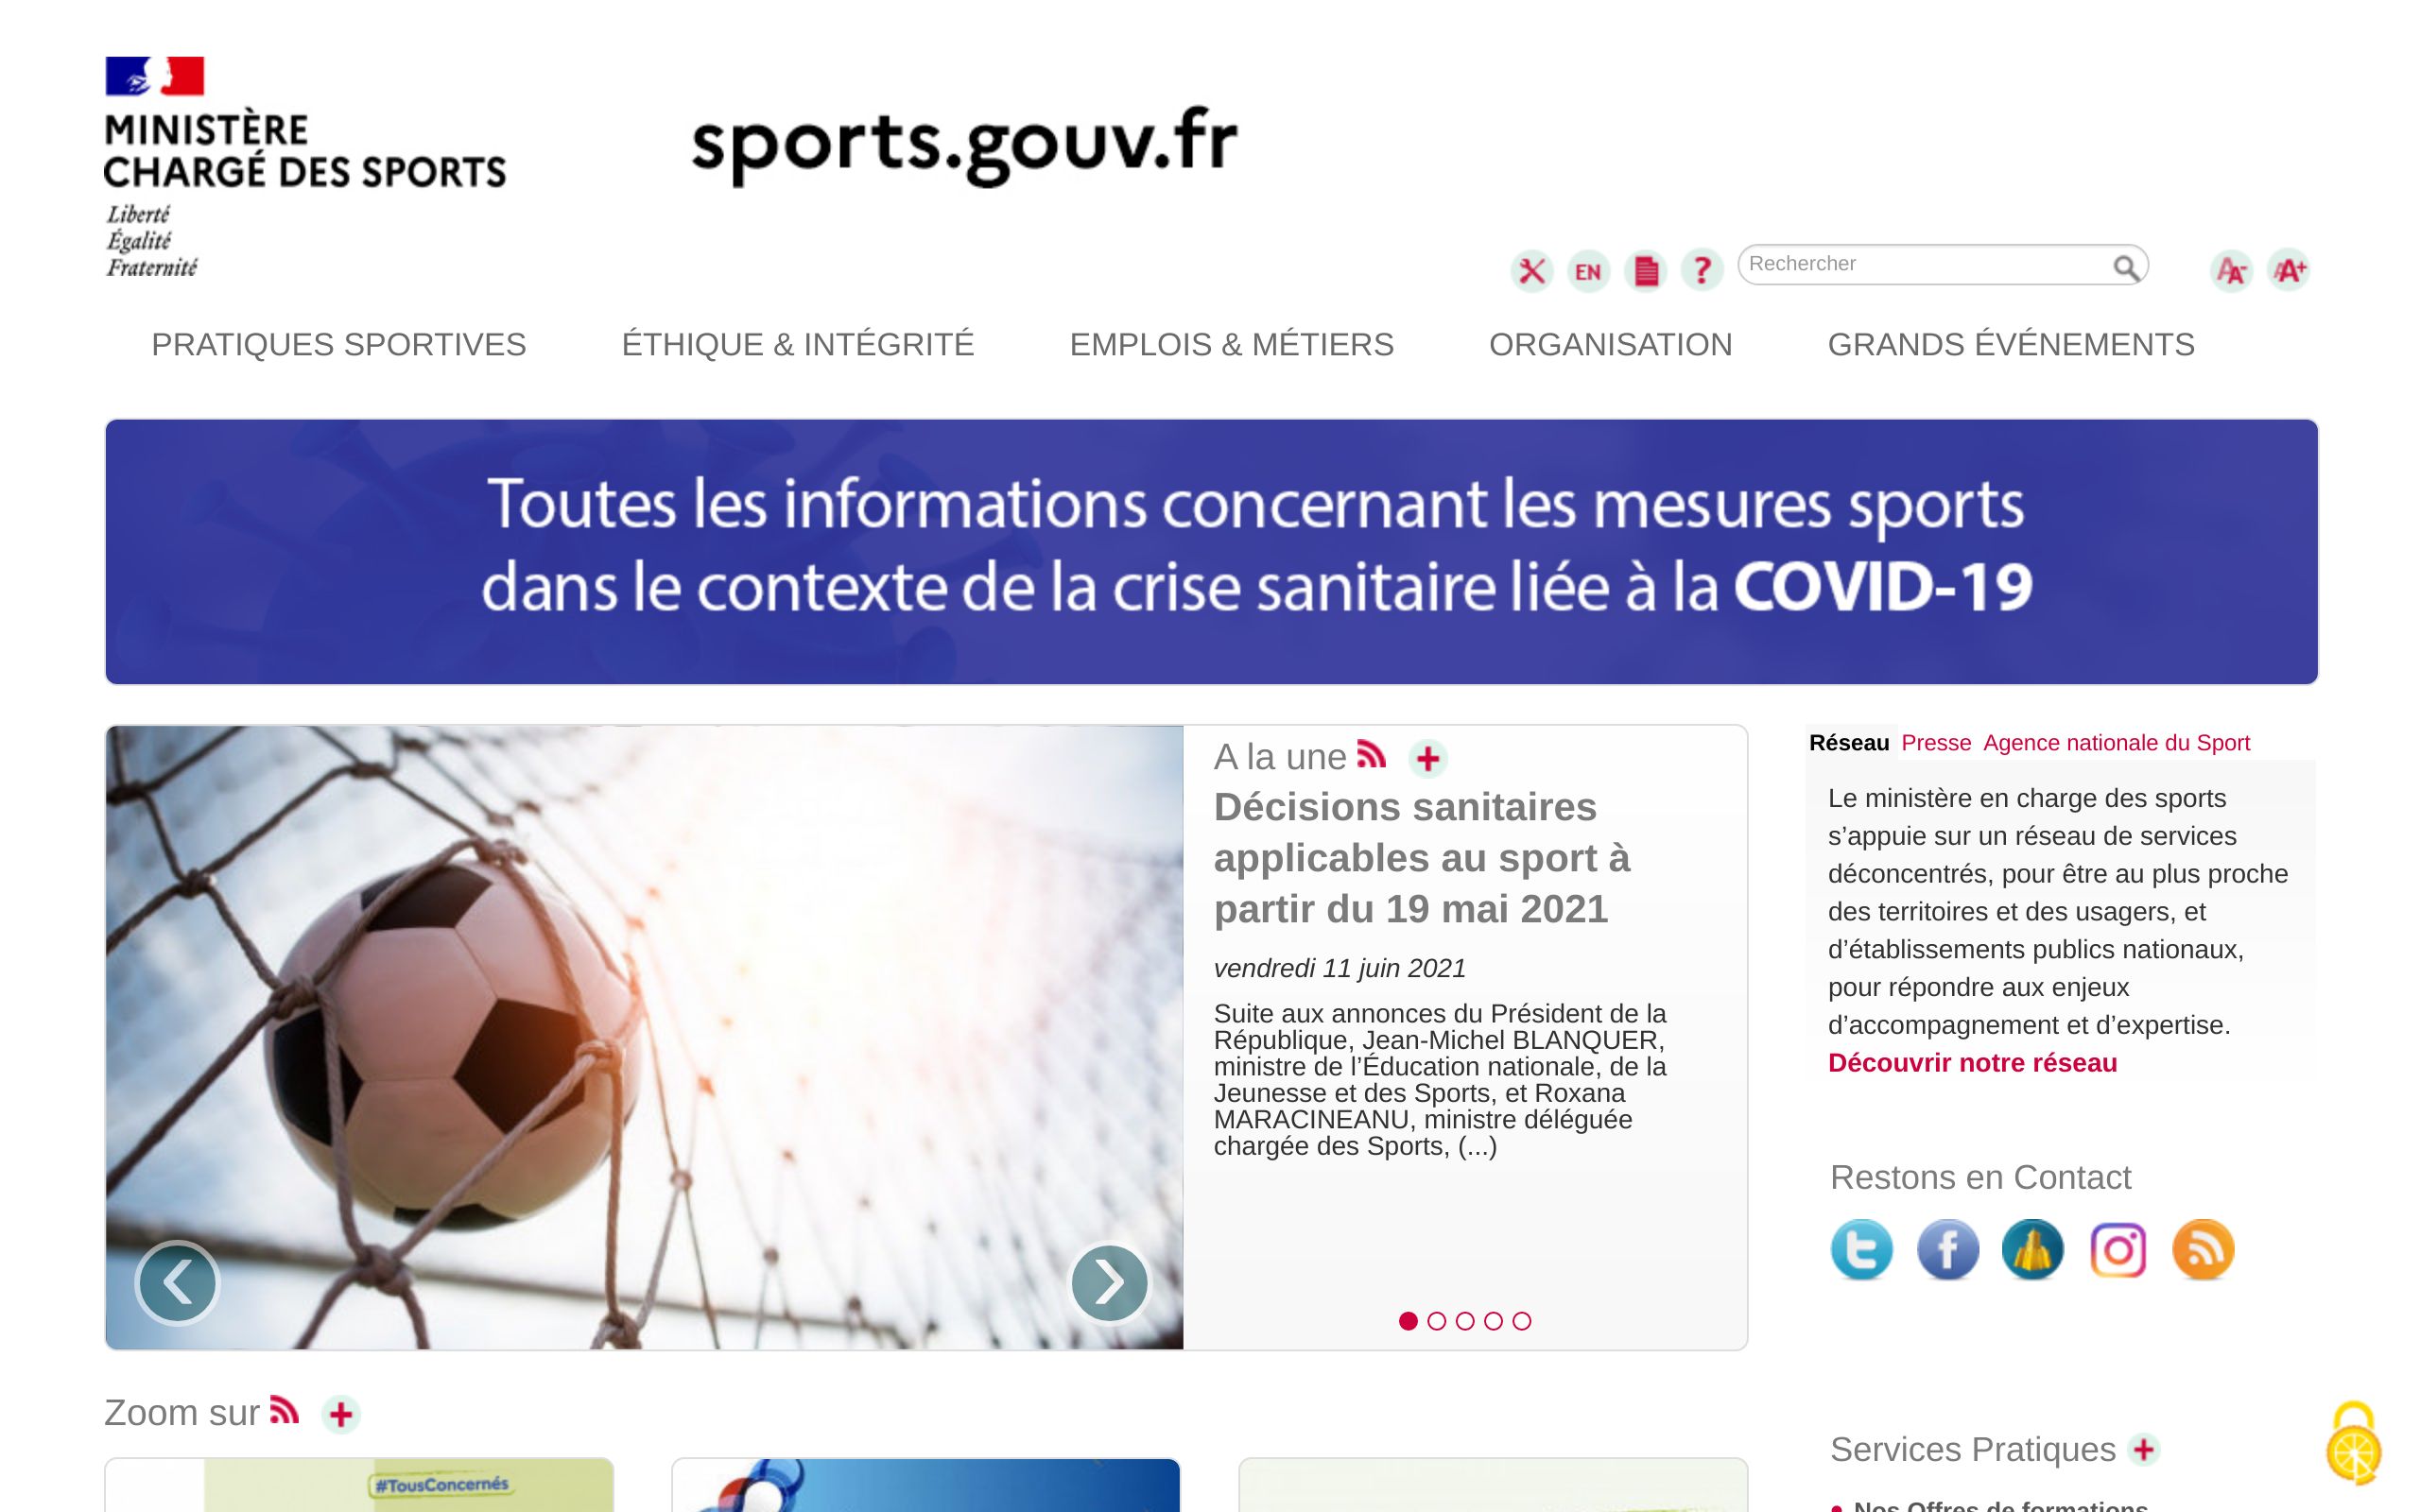 MINISTÈRE
CHARGÉ DES SPORTS
Liberté
Égalité
Fraternité
sports.gouv.fr
EN
?
Rechercher
AA-
AA+
PRATIQUES SPORTIVES
ÉTHIQUE & INTÉGRITÉ
EMPLOIS & MÉTIERS
ORGANISATION
GRANDS ÉVÉNEMENTS
Toutes les informations concernant les mesures sports
dans le contexte de la crise sanitaire liée à la COVID-19
A la une
Décisions sanitaires
applicables au sport à
partir du 19 mai 2021
vendredi 11 juin 2021
Suite aux annonces du Président de la
République, Jean-Michel BLANQUER,
ministre de l’Éducation nationale, de la
Jeunesse et des Sports, et Roxana
MARACINEANU, ministre déléguée
chargée des Sports, (...)
Réseau Presse Agence nationale du Sport
Le ministère en charge des sports
s’appuie sur un réseau de services
déconcentrés, pour être au plus proche
des territoires et des usagers, et
d’établissements publics nationaux,
pour répondre aux enjeux
d’accompagnement et d’expertise.
Découvrir notre réseau
Restons en Contact
Zoom sur
#TousConcernés
Services Pratiques
Nos Offres de formations